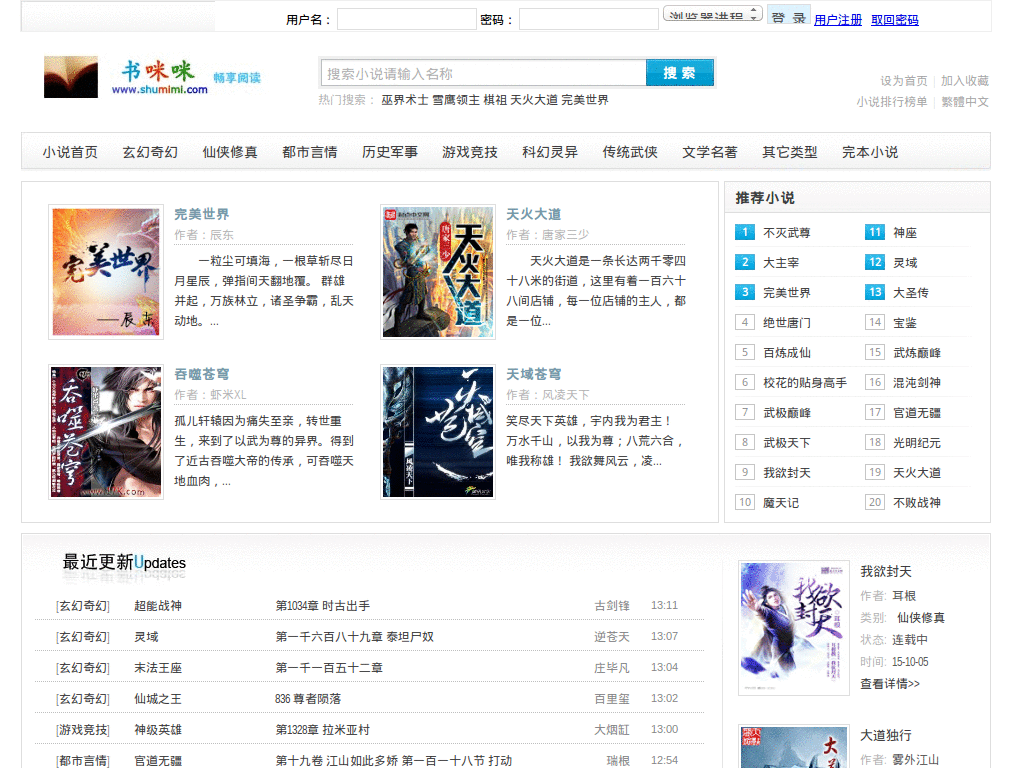 用户名： 密码： 浏览器进程 登 录 用户注册 取回密码
书咪咪 畅享阅读
www.shumimi.com
搜索小说请输入名称 搜 索
热门搜索： 巫界术士 雪鹰领主 棋祖 天火大道 完美世界
设为首页 | 加入收藏
小说排行榜单 | 繁體中文
小说首页 玄幻奇幻 仙侠修真 都市言情 历史军事 游戏竞技 科幻灵异 传统武侠 文学名著 其它类型 完本小说
完美世界
辰东
完美世界
作者：辰东
一粒尘可填海，一根草斩尽日
月星辰，弹指间天翻地覆。 群雄
并起，万族林立，诸圣争霸，乱天
动地。...
唐家三少
天火大道
天火大道
作者：唐家三少
天火大道是一条长达两千零四
十八米的街道，这里有着一百六十
八间店铺，每一位店铺的主人，都
是一位...
吞噬苍穹
吞噬苍穹
作者：虾米XL
孤儿轩辕因为痛失至亲，转世重
生，来到了以武为尊的异界。得到
了近古吞噬大帝的传承，可吞噬天
地血肉，...
天域苍穹
风凌天下
天域苍穹
作者：风凌天下
笑尽天下英雄，宇内我为君主！
万水千山，以我为尊；八荒六合，
唯我称雄！ 我欲舞风云，凌...
推荐小说
1 不灭武尊 11 神座
2 大主宰 12 灵域
3 完美世界 13 大圣传
4 绝世唐门 14 宝鉴
5 百炼成仙 15 武炼巅峰
6 校花的贴身高手 16 混沌剑神
7 武极巅峰 17 官道无疆
8 武极天下 18 光明纪元
9 我欲封天 19 天火大道
10 魔天记 20 不败战神
最近更新Updates
[玄幻奇幻] 超能战神 第1034章 时古出手 古剑锋 13:11
[玄幻奇幻] 灵域 第一千六百八十九章 泰坦尸奴 逆苍天 13:07
[玄幻奇幻] 末法王座 第一千一百五十二章 庄毕凡 13:04
[玄幻奇幻] 仙城之王 836 尊者陨落 百里玺 13:02
[游戏竞技] 神级英雄 第1328章 拉米亚村 大烟缸 13:00
[都市言情] 官道无疆 第十九卷 江山如此多娇 第一百一十八节 打动 瑞根 12:54
我欲封天
耳根
我欲封天
作者: 耳根
类别: 仙侠修真
状态: 连载中
时间: 15-10-05
查看详情>>
大道独行
作者: 雾外江山